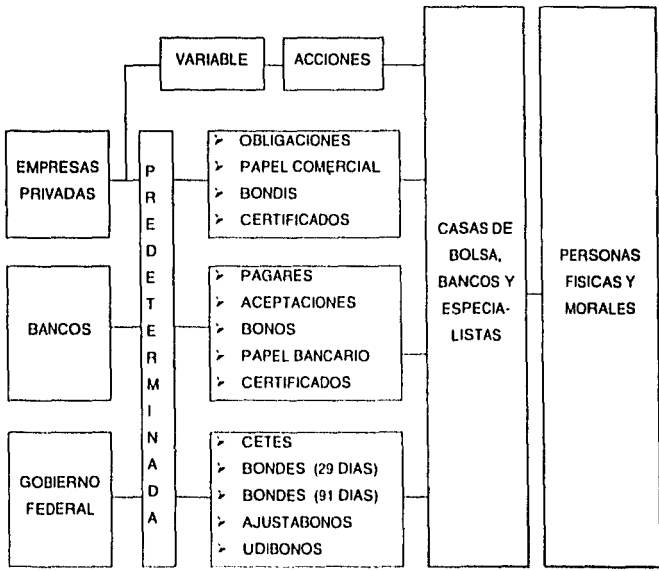 VARIABLE
ACCIONES
EMPRESAS
PRIVADAS
PREDETERMINADA
➢ OBLIGACIONES
➢ PAPEL COMERCIAL
➢ BONDIS
➢ CERTIFICADOS
BANCOS
➢ PAGARES
➢ ACEPTACIONES
➢ BONOS
➢ PAPEL BANCARIO
➢ CERTIFICADOS
GOBIERNO
FEDERAL
➢ CETES
➢ BONDES (29 DIAS)
➢ BONDES (91 DIAS)
➢ AJUSTABONOS
➢ UDIBONOS
CASAS DE
BOLSA,
BANCOS Y
ESPECIA-
LISTAS
PERSONAS
FISICAS Y
MORALES